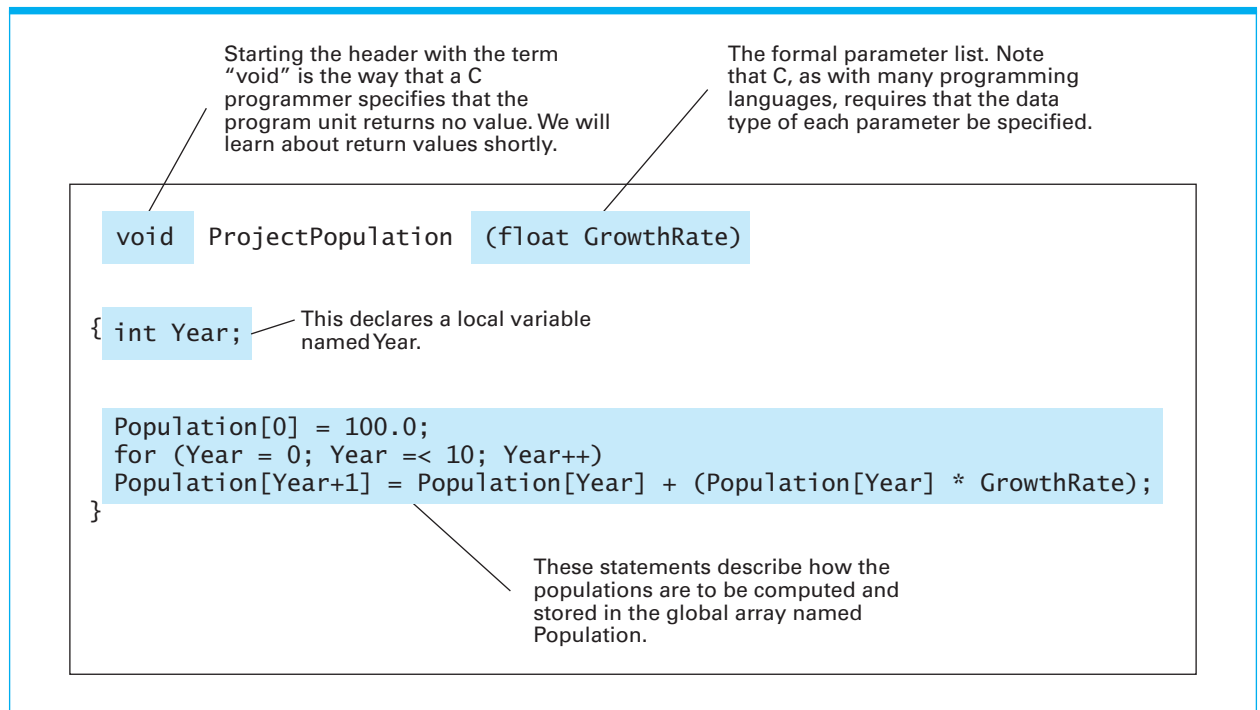 Starting the header with the term
“void” is the way that a C
programmer specifies that the
program unit returns no value. We will
learn about return values shortly.
The formal parameter list. Note
that C, as with many programming
languages, requires that the data
type of each parameter be specified.
void ProjectPopulation (float GrowthRate)
{ int Year;
This declares a local variable
named Year.
Population[0] = 100.0;
for (Year = 0; Year =< 10; Year++)
Population[Year+1] = Population[Year] + (Population[Year] * GrowthRate);
}
These statements describe how the
populations are to be computed and
stored in the global array named
Population.